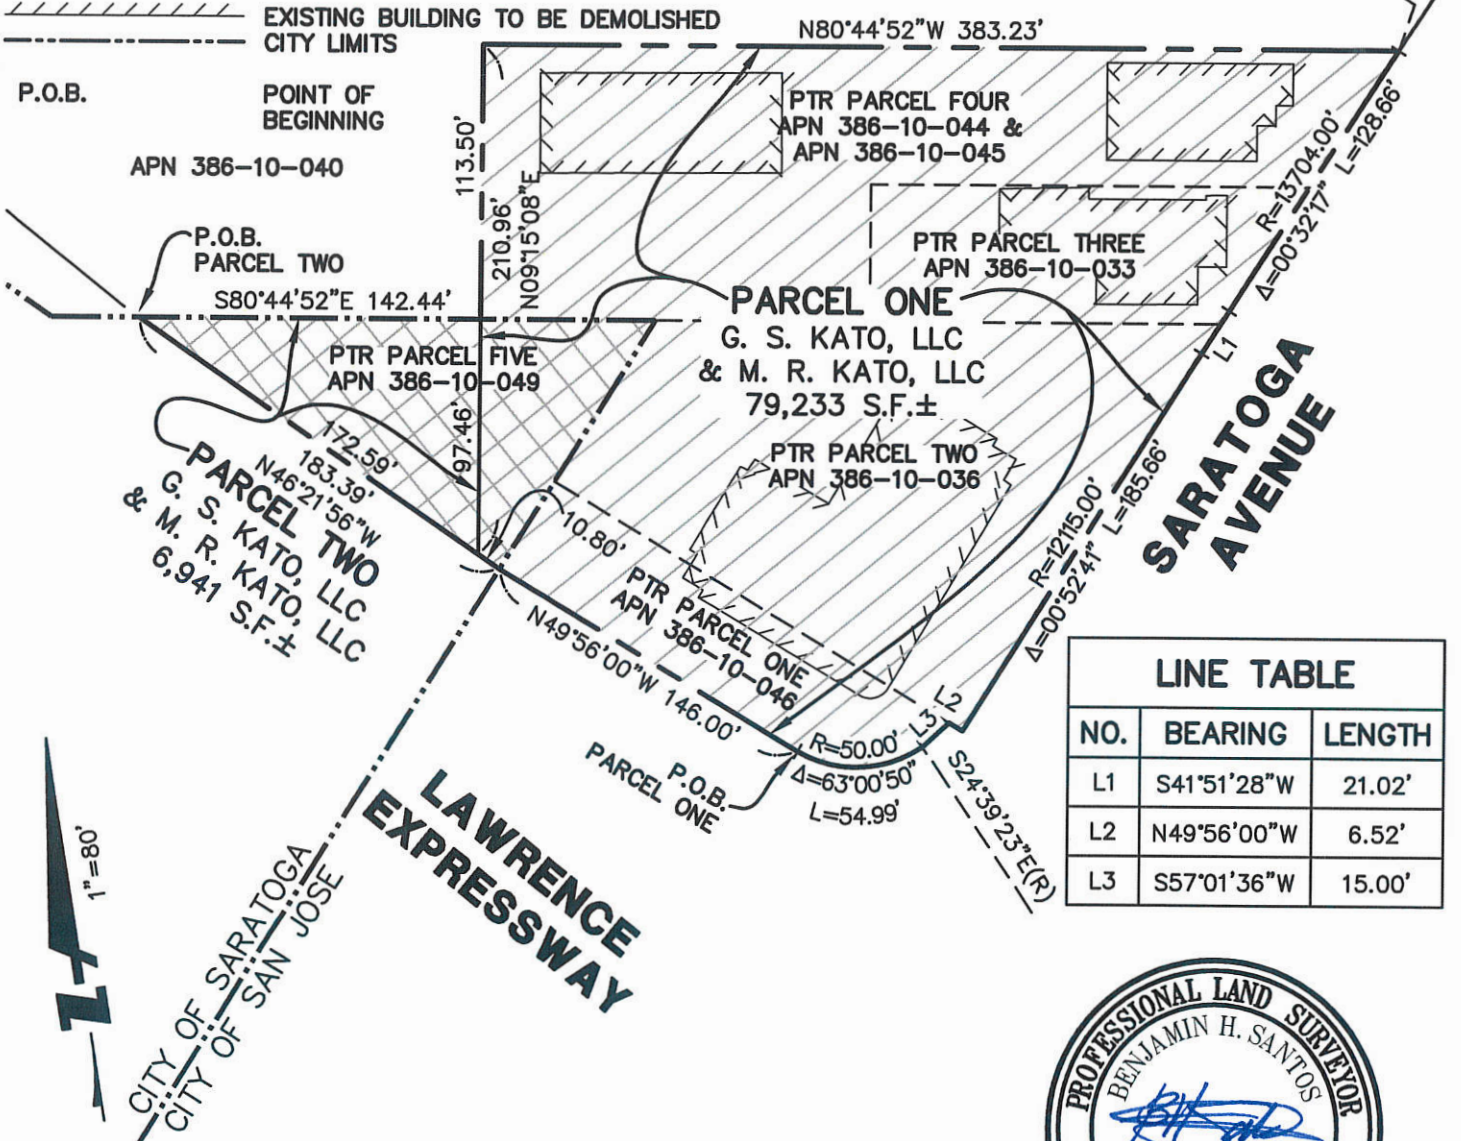 EXISTING BUILDING TO BE DEMOLISHED
CITY LIMITS
P.O.B.
POINT OF
BEGINNING
APN 386-10-040
N80°44'52"W 383.23'
113.50'
210.96'
N09°15'08"E
PTR PARCEL FOUR
APN 386-10-044 &
APN 386-10-045
R=13704.00'
L=128.66'
Δ=00°32'17"
P.O.B.
PARCEL TWO
S80°44'52"E 142.44'
PTR PARCEL THREE
APN 386-10-033
PARCEL ONE
G. S. KATO, LLC
& M. R. KATO, LLC
79,233 S.F.±
L1
PTR PARCEL FIVE
APN 386-10-049
97.46'
172.59'
183.39'
N46°21'56"W
PARCEL TWO
G. S. KATO, LLC
& M. R. KATO, LLC
6,941 S.F.±
PTR PARCEL TWO
APN 386-10-036
10.80'
SARATOGA
AVENUE
R=12115.00'
L=185.66'
Δ=00°52'41"
PTR PARCEL ONE
APN 386-10-046
N49°56'00"W 146.00'
L2
L3
R=50.00'
Δ=63°00'50"
L=54.99'
S24°39'23"E(R)
P.O.B.
PARCEL ONE
LAWRENCE
EXPRESSWAY
LINE TABLE
NO. BEARING LENGTH
L1 S41°51'28"W 21.02'
L2 N49°56'00"W 6.52'
L3 S57°01'36"W 15.00'
1"=80'
Z
CITY OF SARATOGA
CITY OF SAN JOSE
PROFESSIONAL LAND SURVEYOR
BENJAMIN H. SANTOS